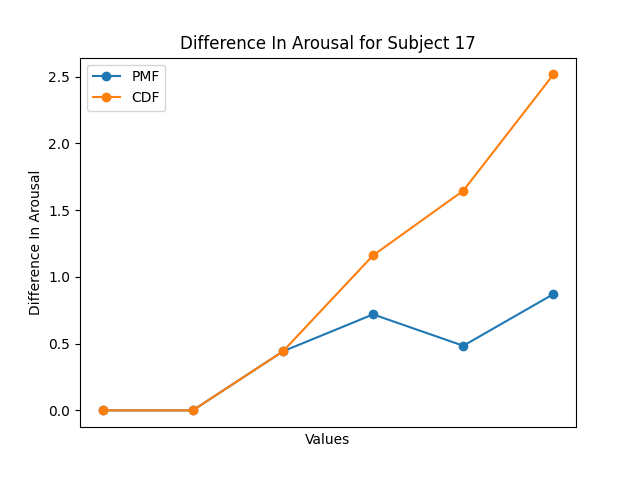 Difference In Arousal for Subject 17
PMF
CDF
2.5
2.0
1.5
1.0
0.5
0.0
Difference In Arousal
Values